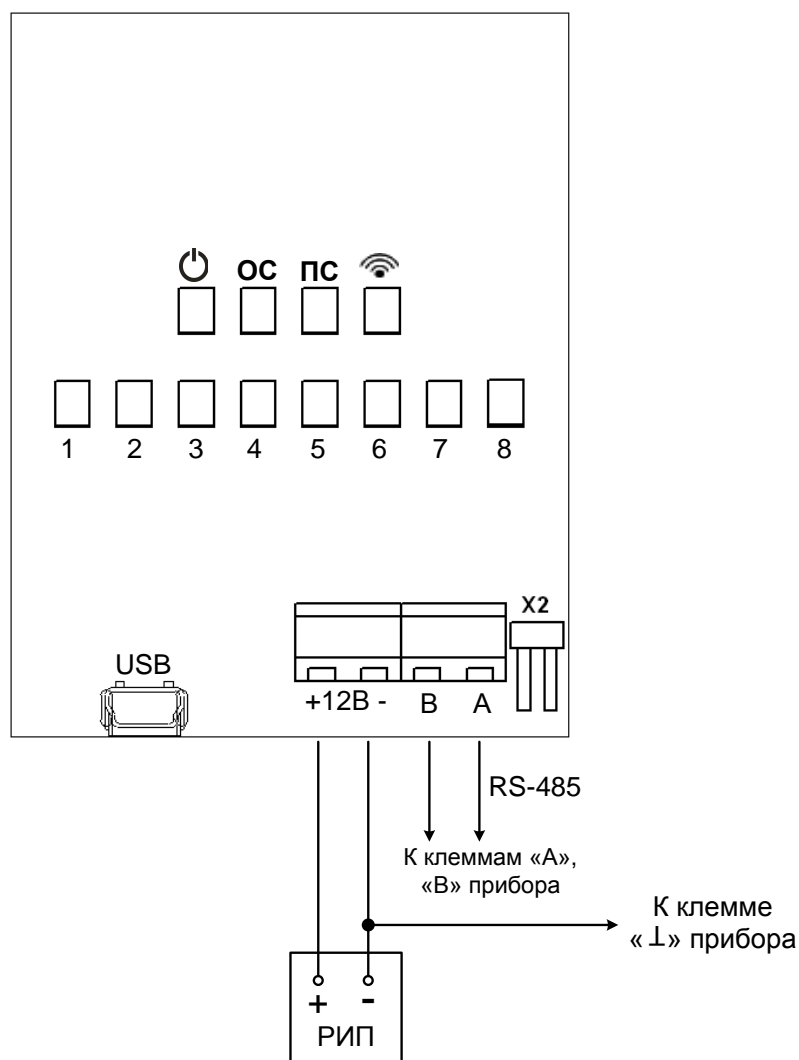 ОС ПС
1 2 3 4 5 6 7 8
X2
USB
+12В - В А
RS-485
К клеммам «А»,
«В» прибора
К клемме
«⊥» прибора
+ -
РИП